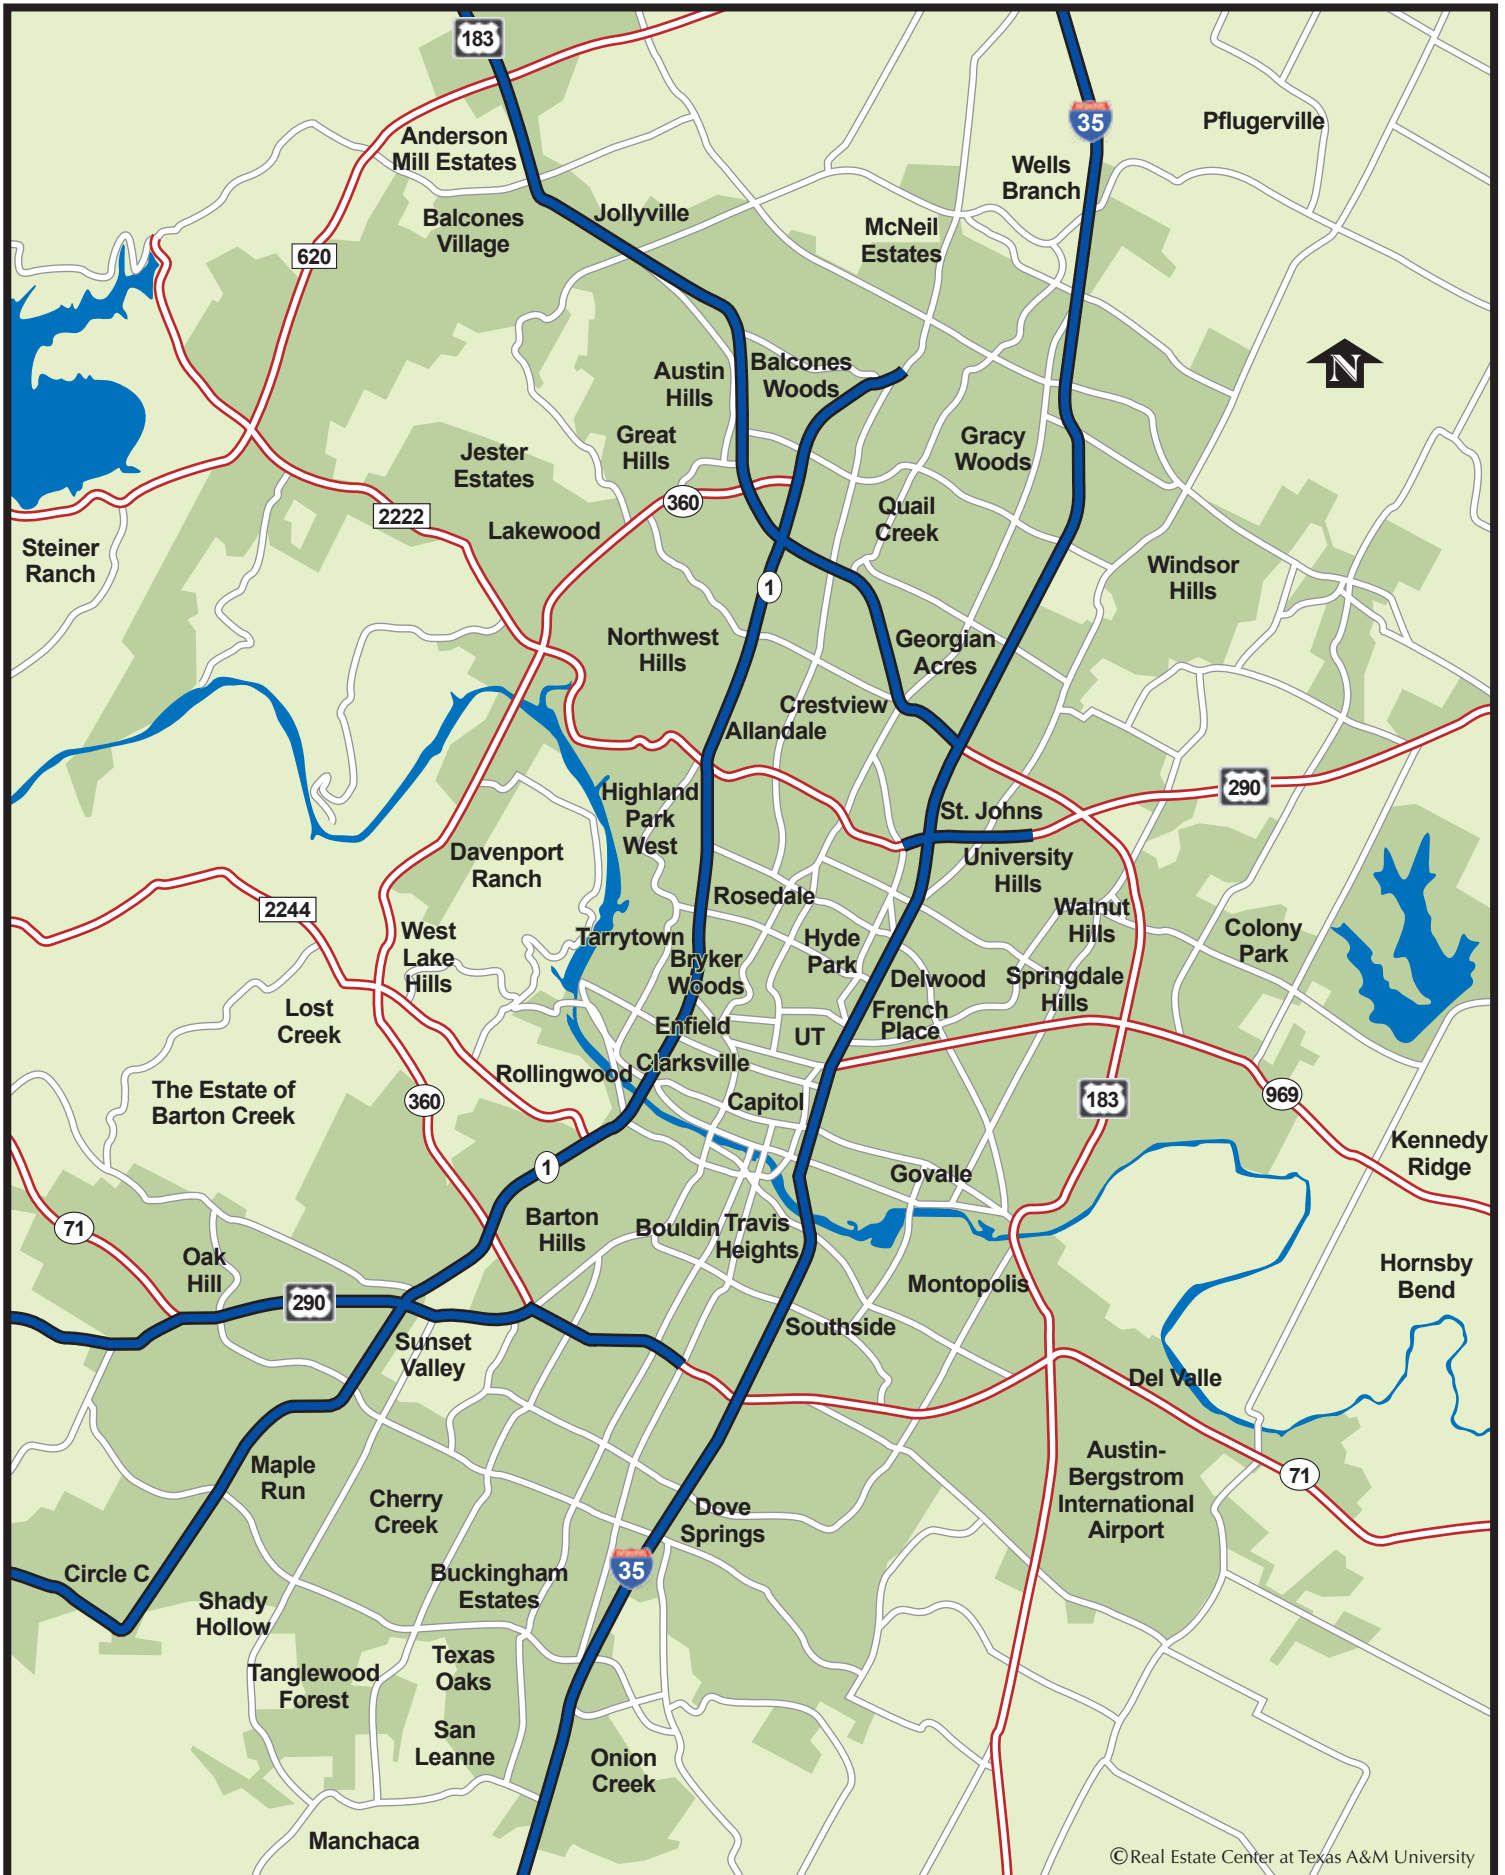 183
35
Pflugerville
Anderson
Mill Estates
Wells
Branch
Balcones
Village
Jollyville
McNeil
Estates
620
N
Austin
Hills
Balcones
Woods
Great
Hills
Gracy
Woods
Jester
Estates
360
2222
Quail
Creek
Lakewood
Steiner
Ranch
Windsor
Hills
1
Northwest
Hills
Georgian
Acres
Crestview
Allandale
290
Highland
Park
West
St. Johns
University
Hills
Davenport
Ranch
Rosedale
2244
Walnut
Hills
West
Lake
Hills
Tarrytown
Hyde
Park
Colony
Park
Bryker
Woods
Delwood
Springdale
Hills
Lost
Creek
French
Place
Enfield
UT
Clarksville
Rollingwood
The Estate of
Barton Creek
360
Capitol
183
969
Kennedy
Ridge
1
Govalle
71
Barton
Hills
Bouldin
Travis
Heights
Oak
Hill
Hornsby
Bend
Montopolis
290
Southside
Sunset
Valley
Del Valle
Austin-
Bergstrom
International
Airport
Maple
Run
71
Cherry
Creek
Dove
Springs
35
Circle C
Buckingham
Estates
Shady
Hollow
Texas
Oaks
Tanglewood
Forest
San
Leanne
Onion
Creek
Manchaca
©Real Estate Center at Texas A&M University